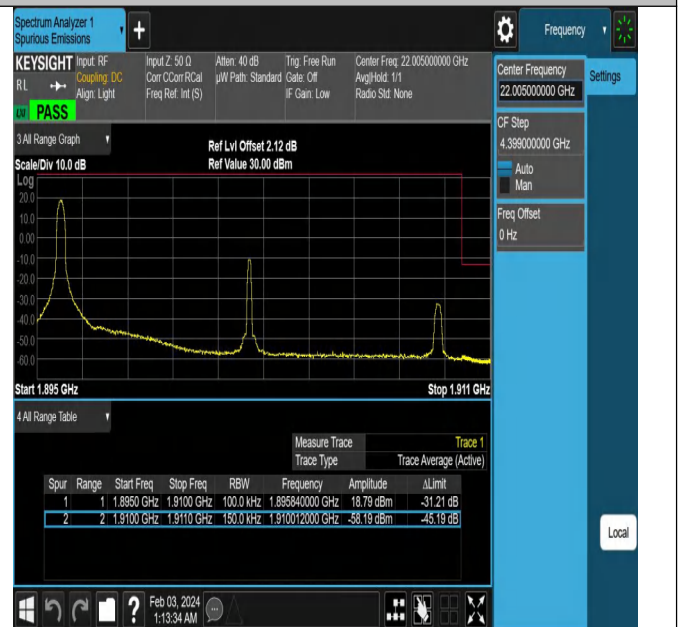 Spectrum Analyzer 1
Spurious Emissions
+
Frequency
KEYSIGHT Input: RF Input Z: 50 Ω Atten: 40 dB Trig: Free Run Center Freq: 22.005000000 GHz
RL Coupling: DC Corr CCorr RCal µW Path: Standard Gate: Off Avg|Hold: 1/1
Align: Light Freq Ref: Int (S) IF Gain: Low Radio Std: None
LXI PASS
Center Frequency
22.005000000 GHz
Settings
CF Step
4.399000000 GHz
Auto
Man
Freq Offset
0 Hz
3 All Range Graph
Ref Lvl Offset 2.12 dB
Scale/Div 10.0 dB Ref Value 30.00 dBm
Log
20.0
10.0
0.00
-10.0
-20.0
-30.0
-40.0
-50.0
-60.0
Start 1.895 GHz Stop 1.911 GHz
4 All Range Table
Measure Trace Trace 1
Trace Type Trace Average (Active)
Spur Range Start Freq Stop Freq RBW Frequency Amplitude ΔLimit
1 1 1.8950 GHz 1.9100 GHz 100.0 kHz 1.895840000 GHz 18.79 dBm -31.21 dB
2 2 1.9100 GHz 1.9110 GHz 150.0 kHz 1.910012000 GHz -58.19 dBm -45.19 dB
Local
?
Feb 03, 2024
1:13:34 AM